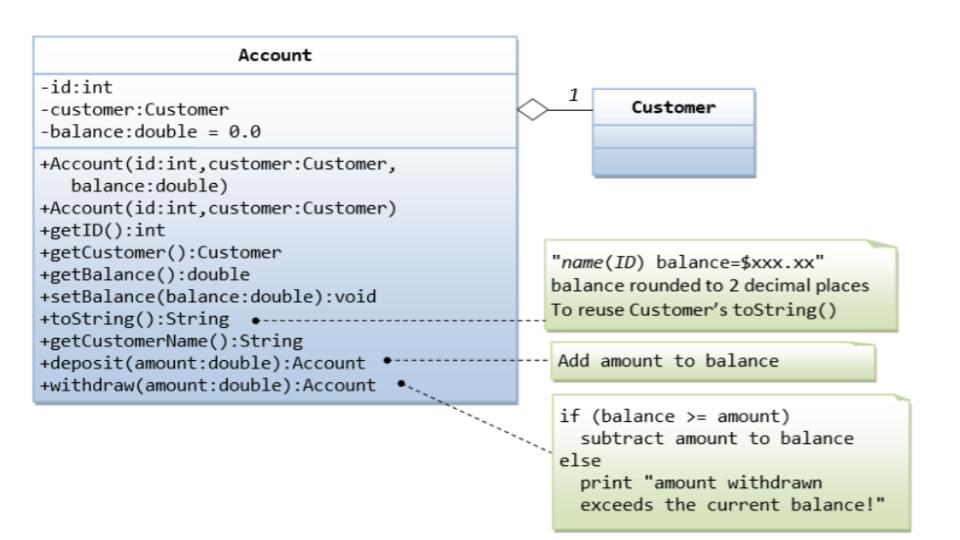 Account
-id:int
-customer:Customer
-balance:double = 0.0
+Account(id:int,customer:Customer,
balance:double)
+Account(id:int,customer:Customer)
+getID():int
+getCustomer():Customer
+getBalance():double
+setBalance(balance:double):void
+toString():String
+getCustomerName():String
+deposit(amount:double):Account
+withdraw(amount:double):Account
1
Customer
"name(ID) balance=$xxx.xx"
balance rounded to 2 decimal places
To reuse Customer's toString()
Add amount to balance
if (balance >= amount)
subtract amount to balance
else
print "amount withdrawn
exceeds the current balance!"